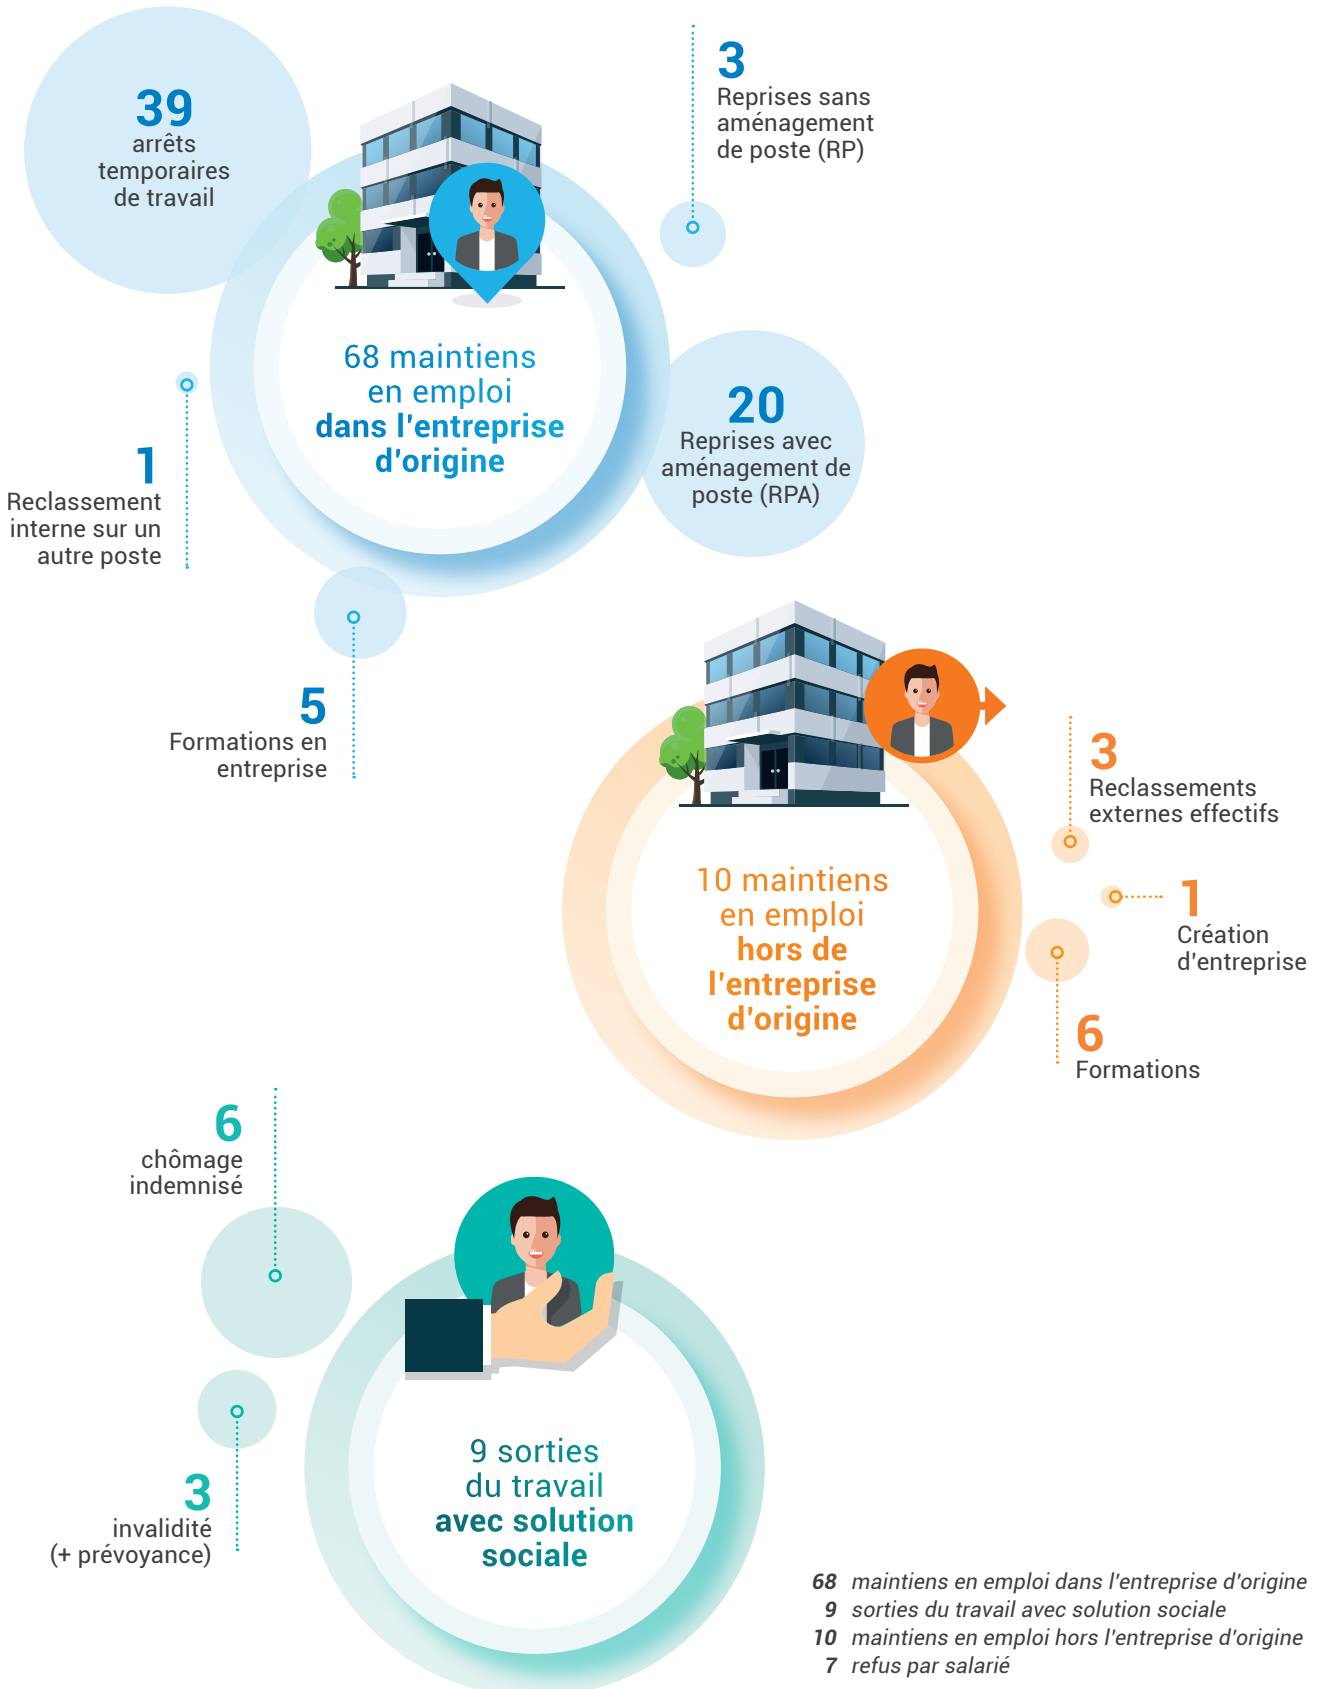 39
arrêts
temporaires
de travail
3
Reprises sans
aménagement
de poste (RP)
68 maintiens
en emploi
dans l'entreprise
d'origine
20
Reprises avec
aménagement de
poste (RPA)
1
Reclassement
interne sur un
autre poste
5
Formations en
entreprise
10 maintiens
en emploi
hors de
l'entreprise
d'origine
3
Reclassements
externes effectifs
1
Création
d'entreprise
6
Formations
6
chômage
indemnisé
3
invalidité
(+ prévoyance)
9 sorties
du travail
avec solution
sociale
68 maintiens en emploi dans l'entreprise d'origine
9 sorties du travail avec solution sociale
10 maintiens en emploi hors l'entreprise d'origine
7 refus par salarié